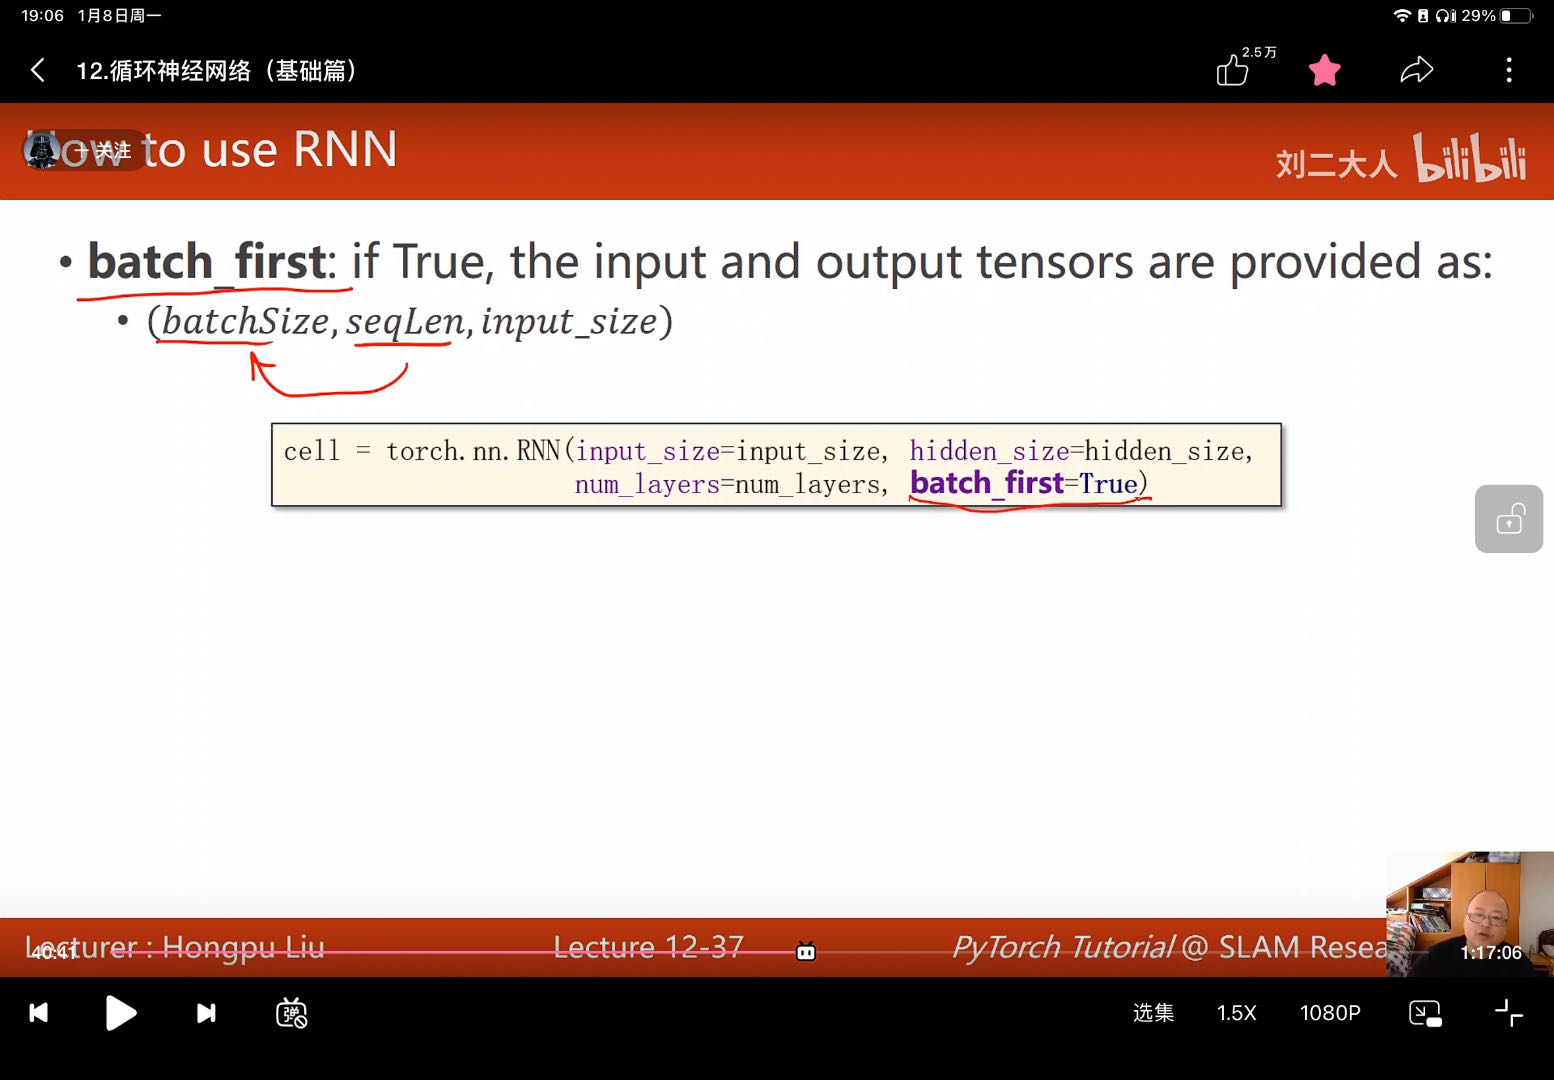 19:06 1月8日周一
29%
12.循环神经网络（基础篇）
2.5万
How to use RNN
+ 关注
刘二大人 bilibili
• batch_first: if True, the input and output tensors are provided as:
• (batchSize, seqLen, input_size)
cell = torch.nn.RNN(input_size=input_size, hidden_size=hidden_size,
num_layers=num_layers, batch_first=True)
Lecturer : Hongpu Liu
Lecture 12-37
PyTorch Tutorial @ SLAM Resea
40:41
1:17:06
弹
选集
1.5X
1080P